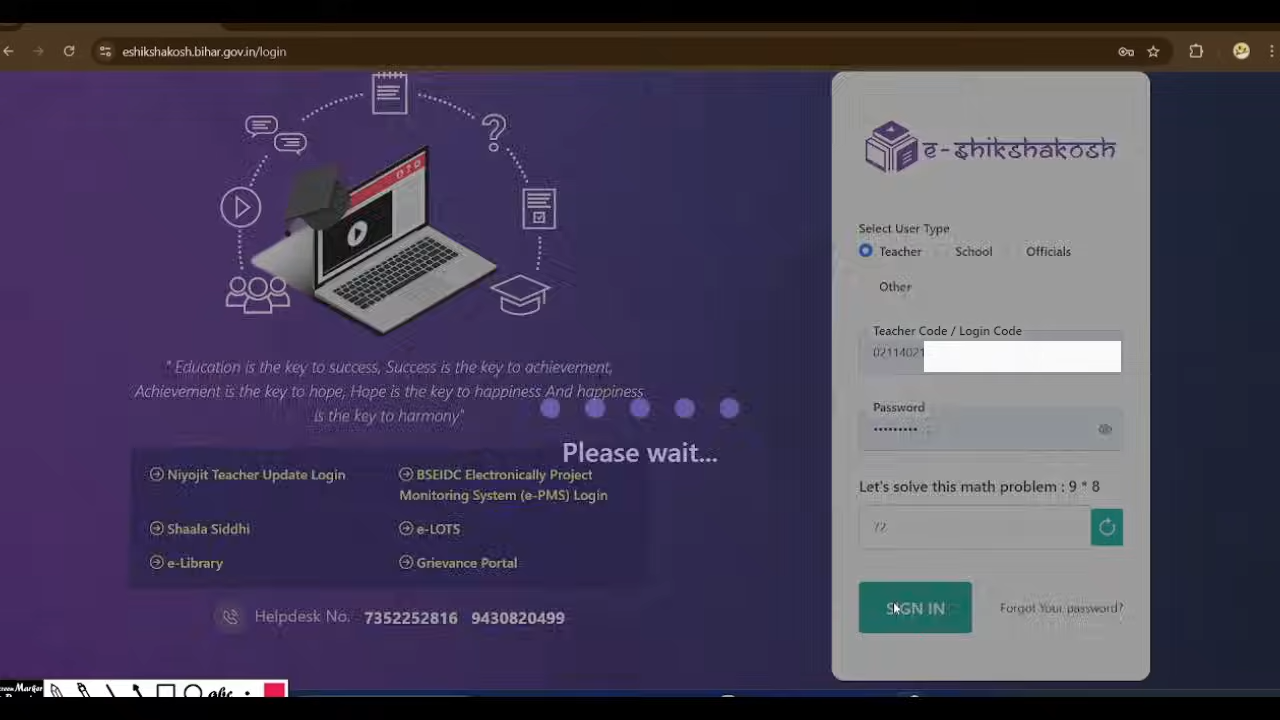 eshikshakosh.bihar.gov.in/login
e-shikshakosh
Select User Type
Teacher School Officials
Other
Teacher Code / Login Code
0211402
Password
•••••••••
Let's solve this math problem : 9 * 8
72
SIGN IN
Forgot Your password?
" Education is the key to success, Success is the key to achievement,
Achievement is the key to hope, Hope is the key to happiness And happiness
is the key to harmony"
Please wait...
Niyojit Teacher Update Login
BSEIDC Electronically Project
Monitoring System (e-PMS) Login
Shaala Siddhi
e-LOTS
e-Library
Grievance Portal
Helpdesk No. 7352252816 9430820499